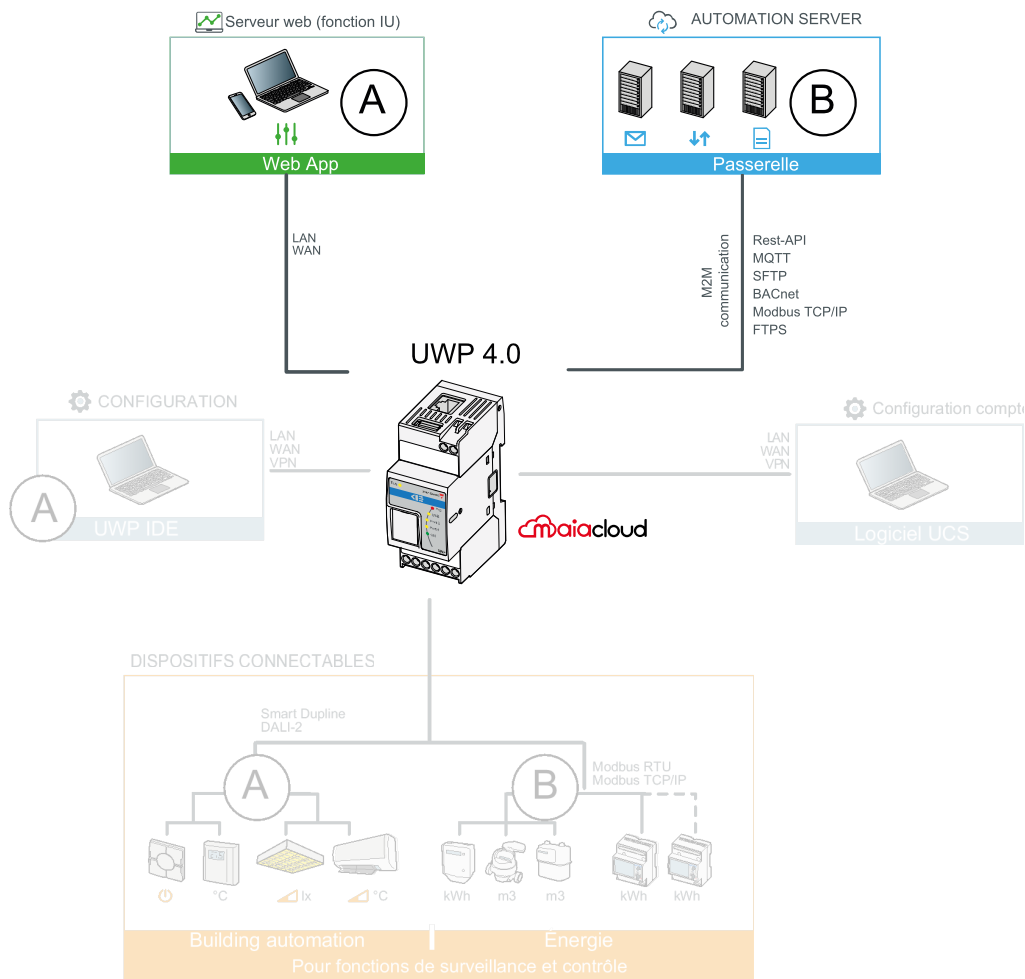 Serveur web (fonction IU)
A
Web App
AUTOMATION SERVER
B
Passerelle
LAN
WAN
M2M
communication
Rest-API
MQTT
SFTP
BACnet
Modbus TCP/IP
FTPS
UWP 4.0
CONFIGURATION
A
UWP IDE
LAN
WAN
VPN
maiacloud
LAN
WAN
VPN
Configuration compte
Logiciel UCS
DISPOSITIFS CONNECTABLES
Smart Dupline
DALI-2
A
B
Modbus RTU
Modbus TCP/IP
°C
lx
°C
kWh
m3
m3
kWh
kWh
Building automation
Energie
Pour fonctions de surveillance et contrôle